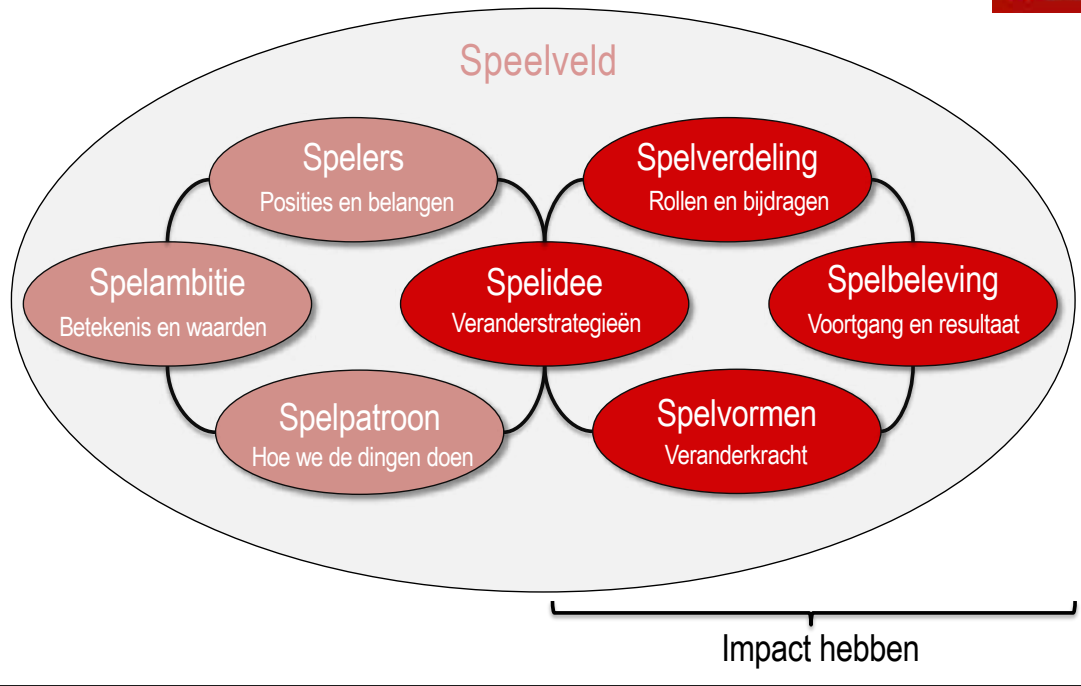 Speelveld
Spelers
Posities en belangen
Spelverdeling
Rollen en bijdragen
Spelambitie
Betekenis en waarden
Spelidee
Veranderstrategieën
Spelbeleving
Voortgang en resultaat
Spelpatroon
Hoe we de dingen doen
Spelvormen
Veranderkracht
Impact hebben